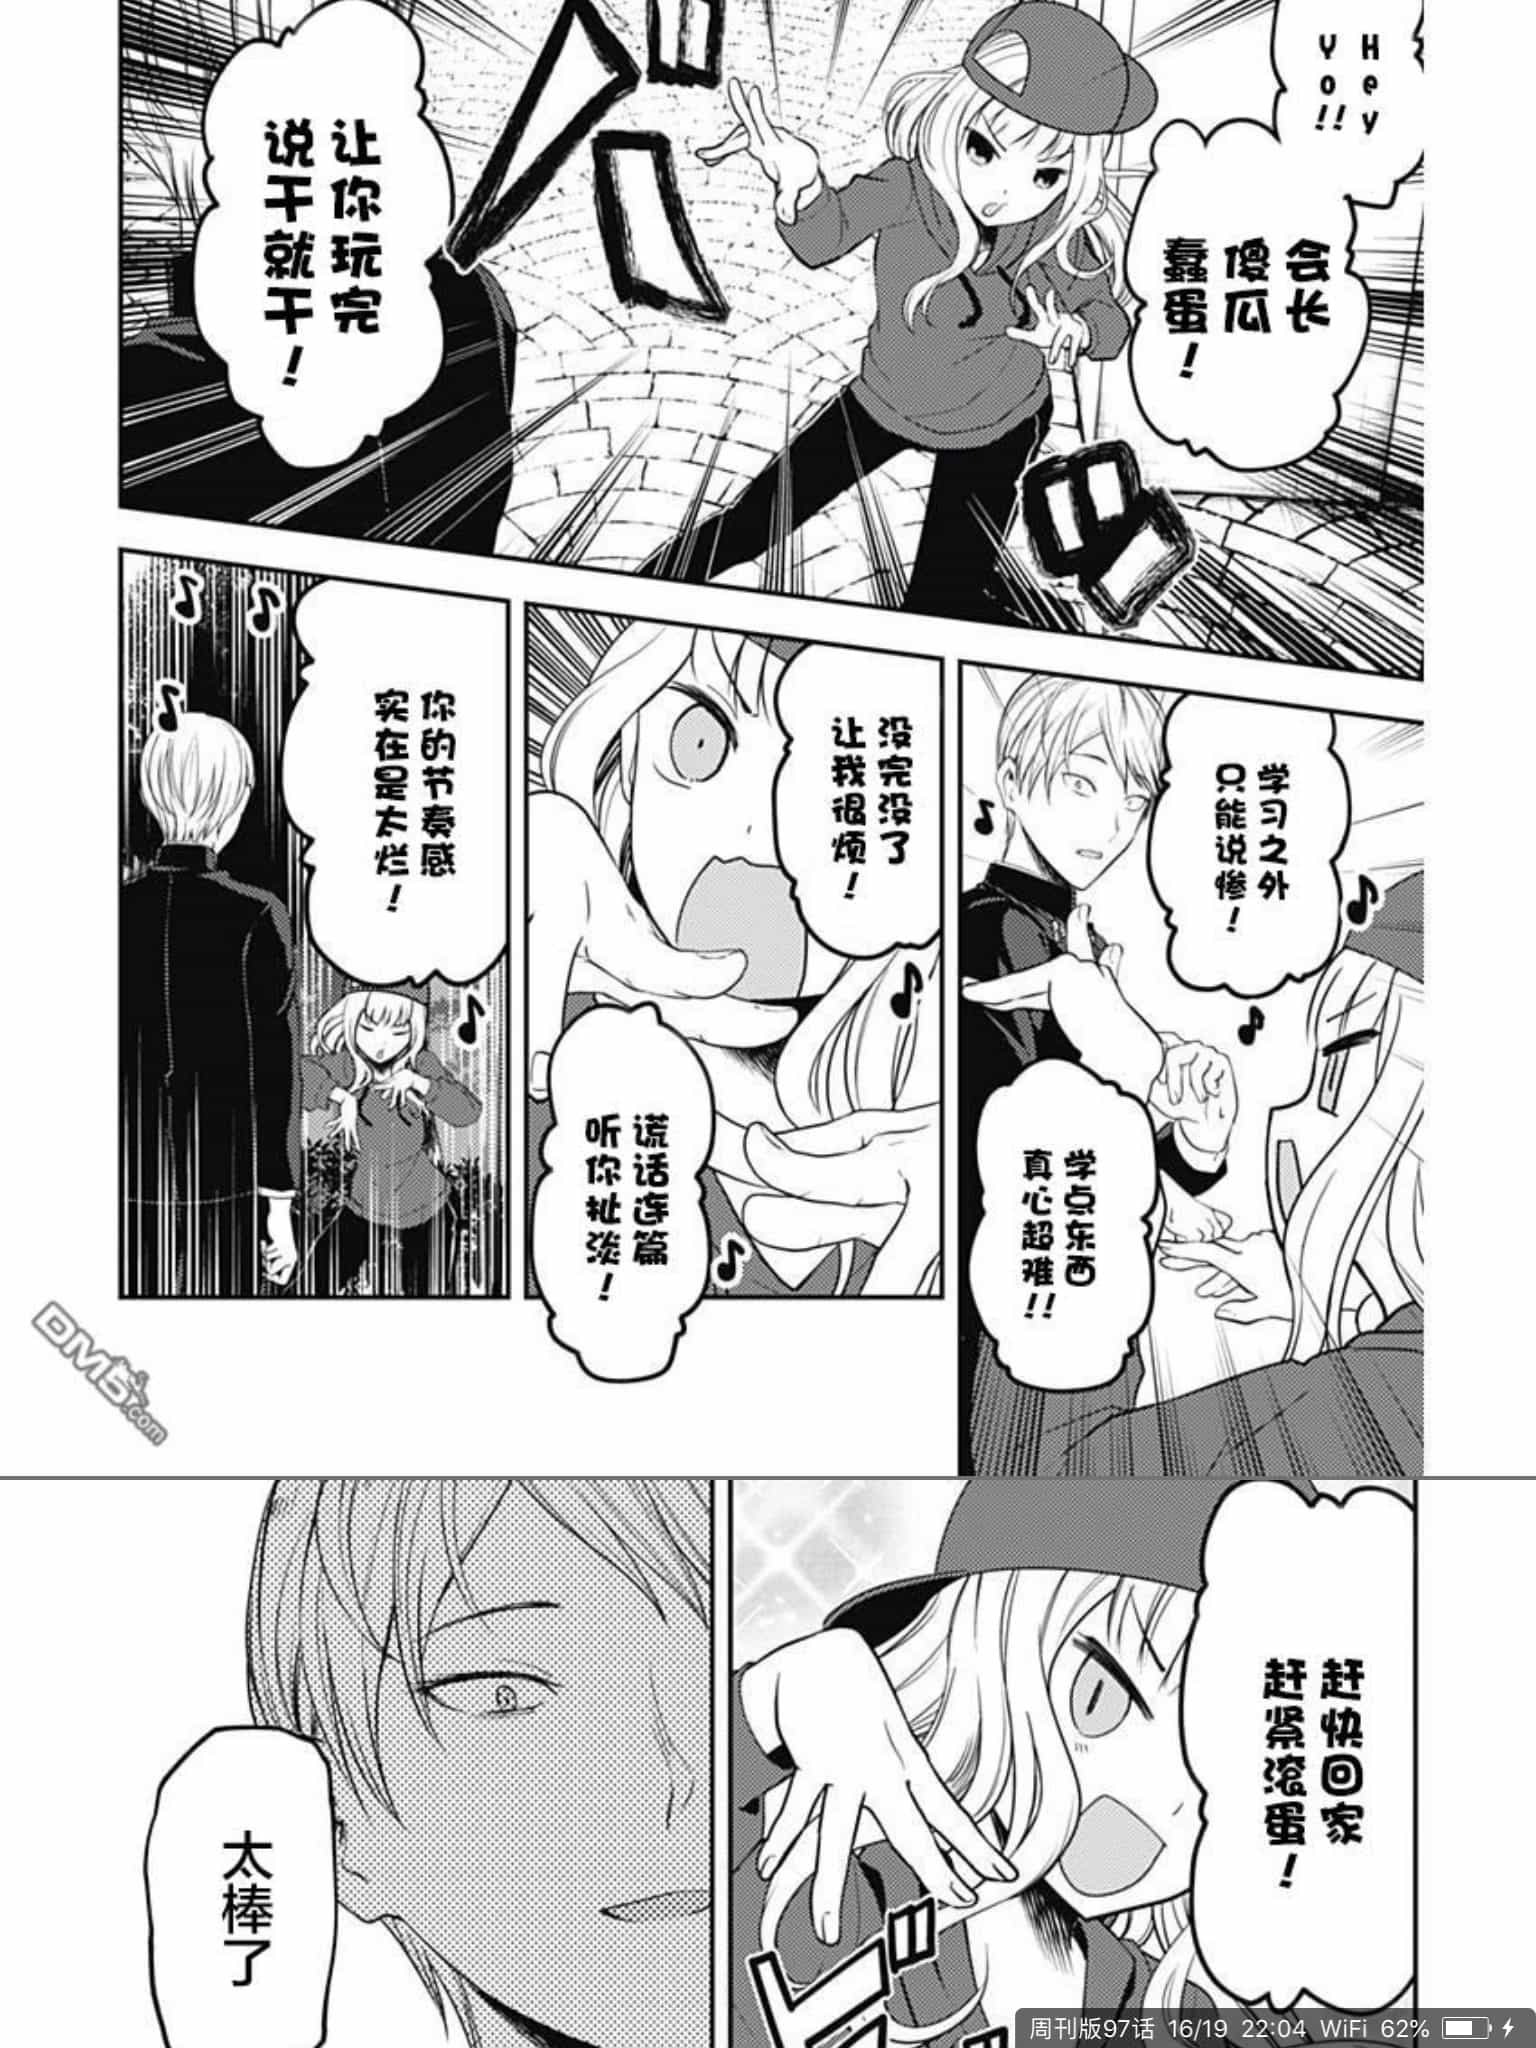 Hey
Yo!!
会长
傻瓜
蠢蛋！
让你玩完
说干就干！
学习之外
只能说惨！
学点东西
真心超难！！
没完没了
让我很烦！
谎话连篇
听你扯淡！
你的节奏感
实在是太烂！
DM5.com
赶快回家
赶紧滚蛋！
太棒了
周刊版97话 16/19 22:04 WiFi 62%